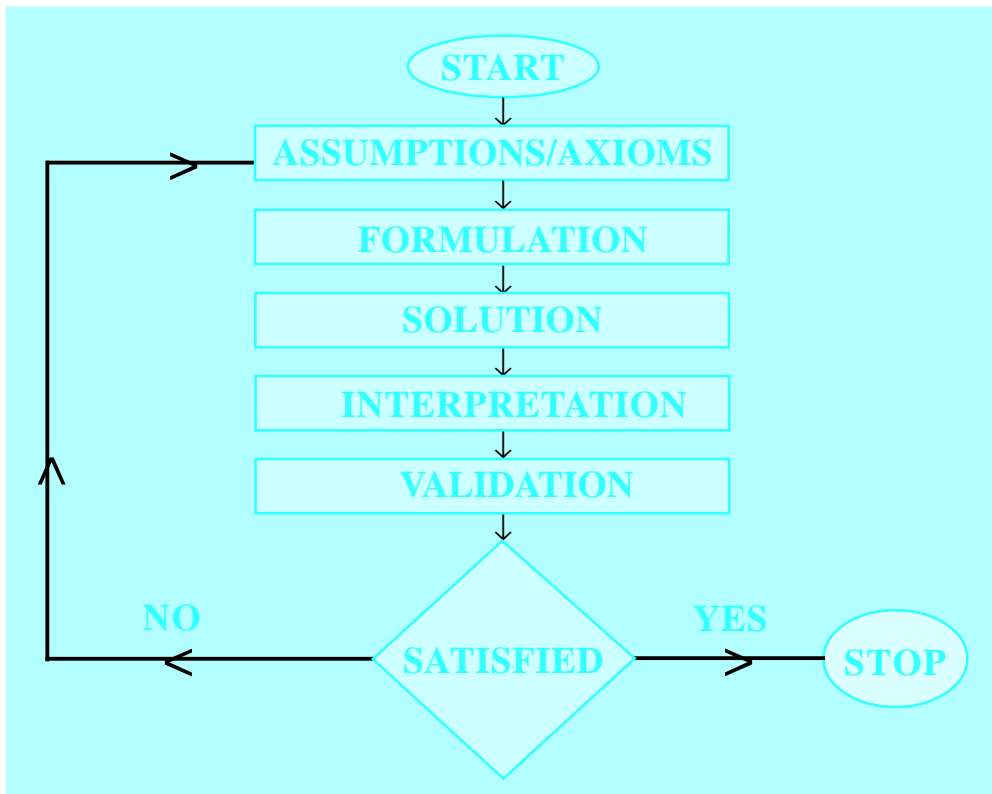 START
ASSUMPTIONS/AXIOMS
FORMULATION
SOLUTION
INTERPRETATION
VALIDATION
NO
YES
SATISFIED
STOP